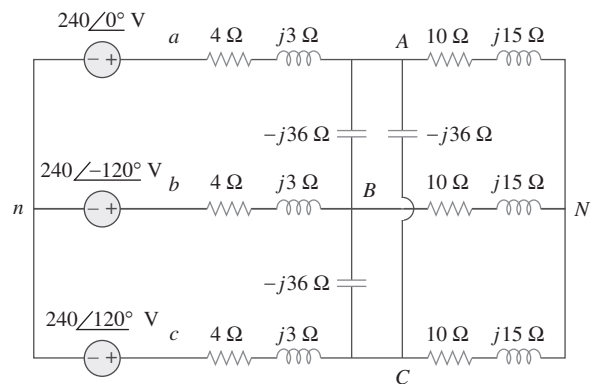 240∠0° V a 4 Ω j3 Ω A 10 Ω j15 Ω
− +
−j36 Ω −j36 Ω
240∠−120° V b 4 Ω j3 Ω B 10 Ω j15 Ω
n − + N
−j36 Ω
240∠120° V c 4 Ω j3 Ω 10 Ω j15 Ω
− +
C